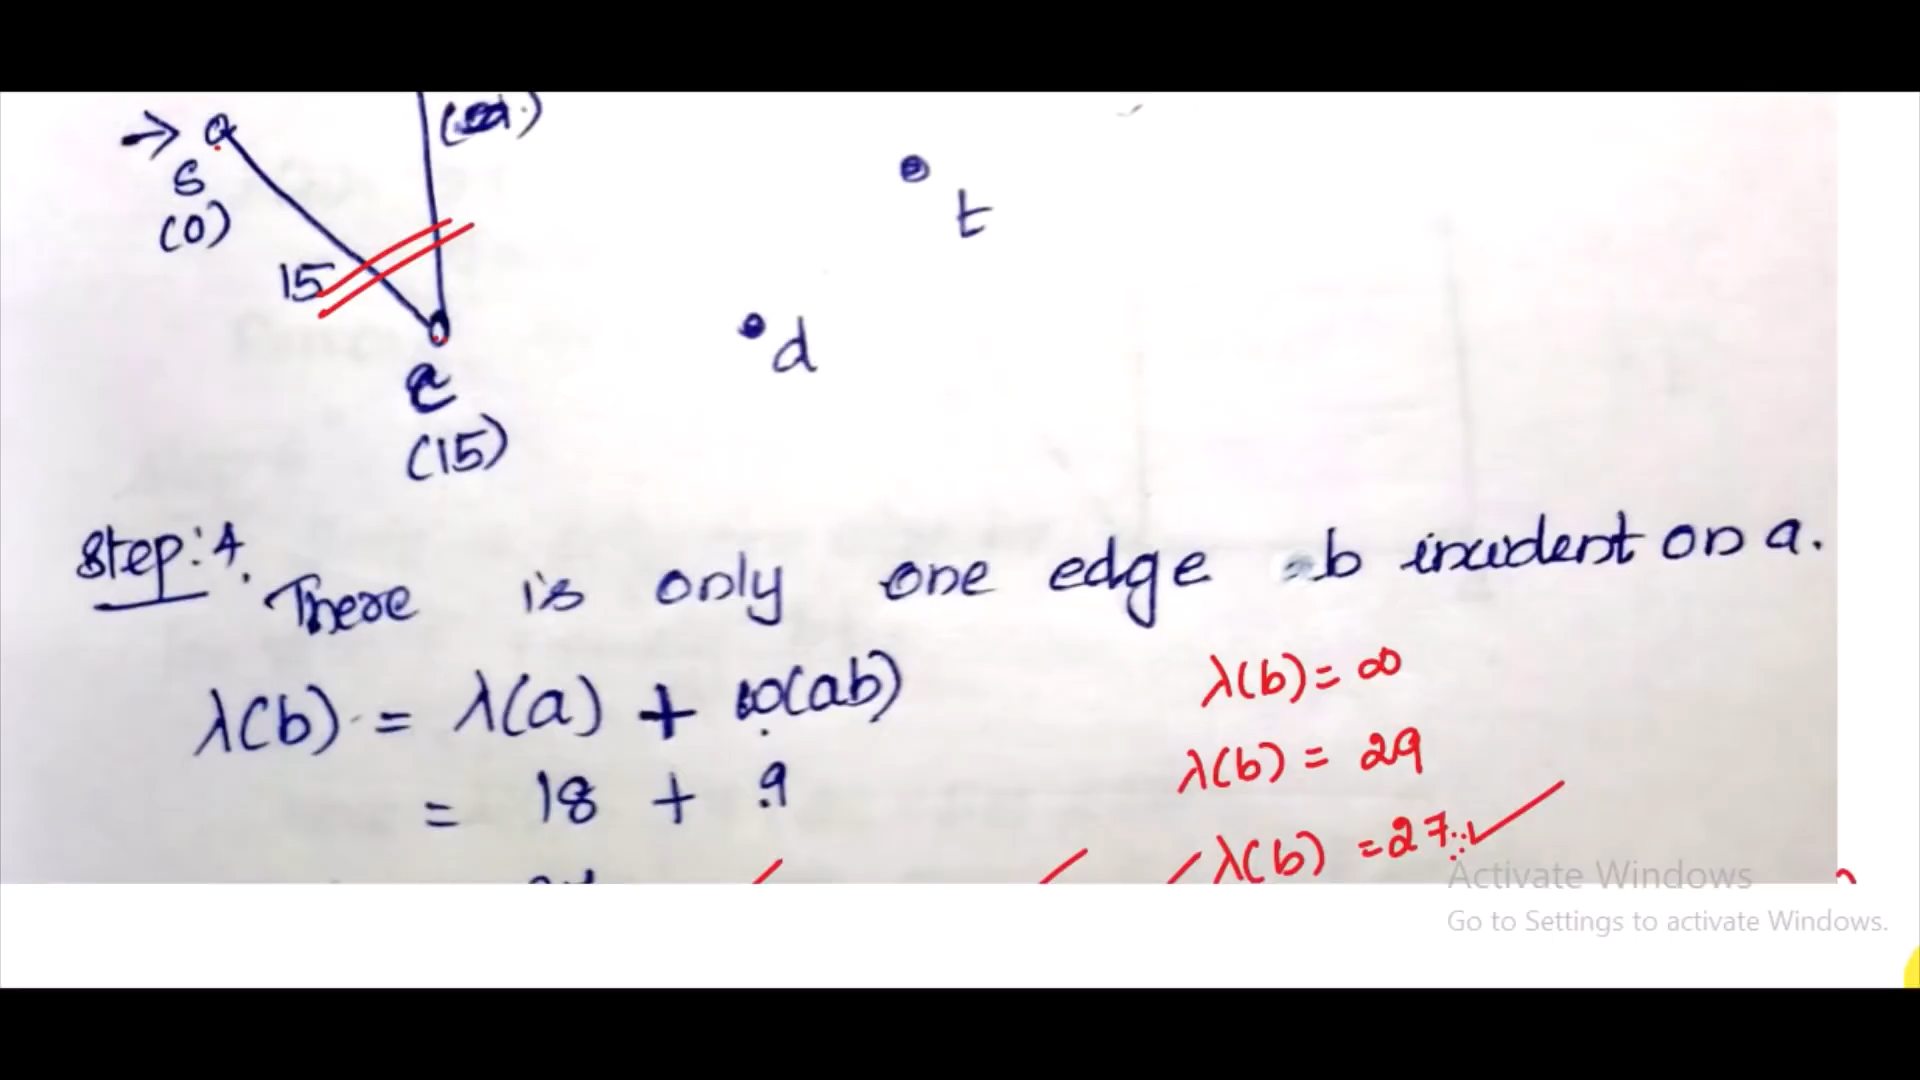 S
(0)
t
15
d
(15)
Step:4. There is only one edge b incident on a.
λ(b) = λ(a) + w(ab)
= 18 + 9
λ(b) = ∞
λ(b) = 29
λ(b) = 27
Activate Windows
Go to Settings to activate Windows.